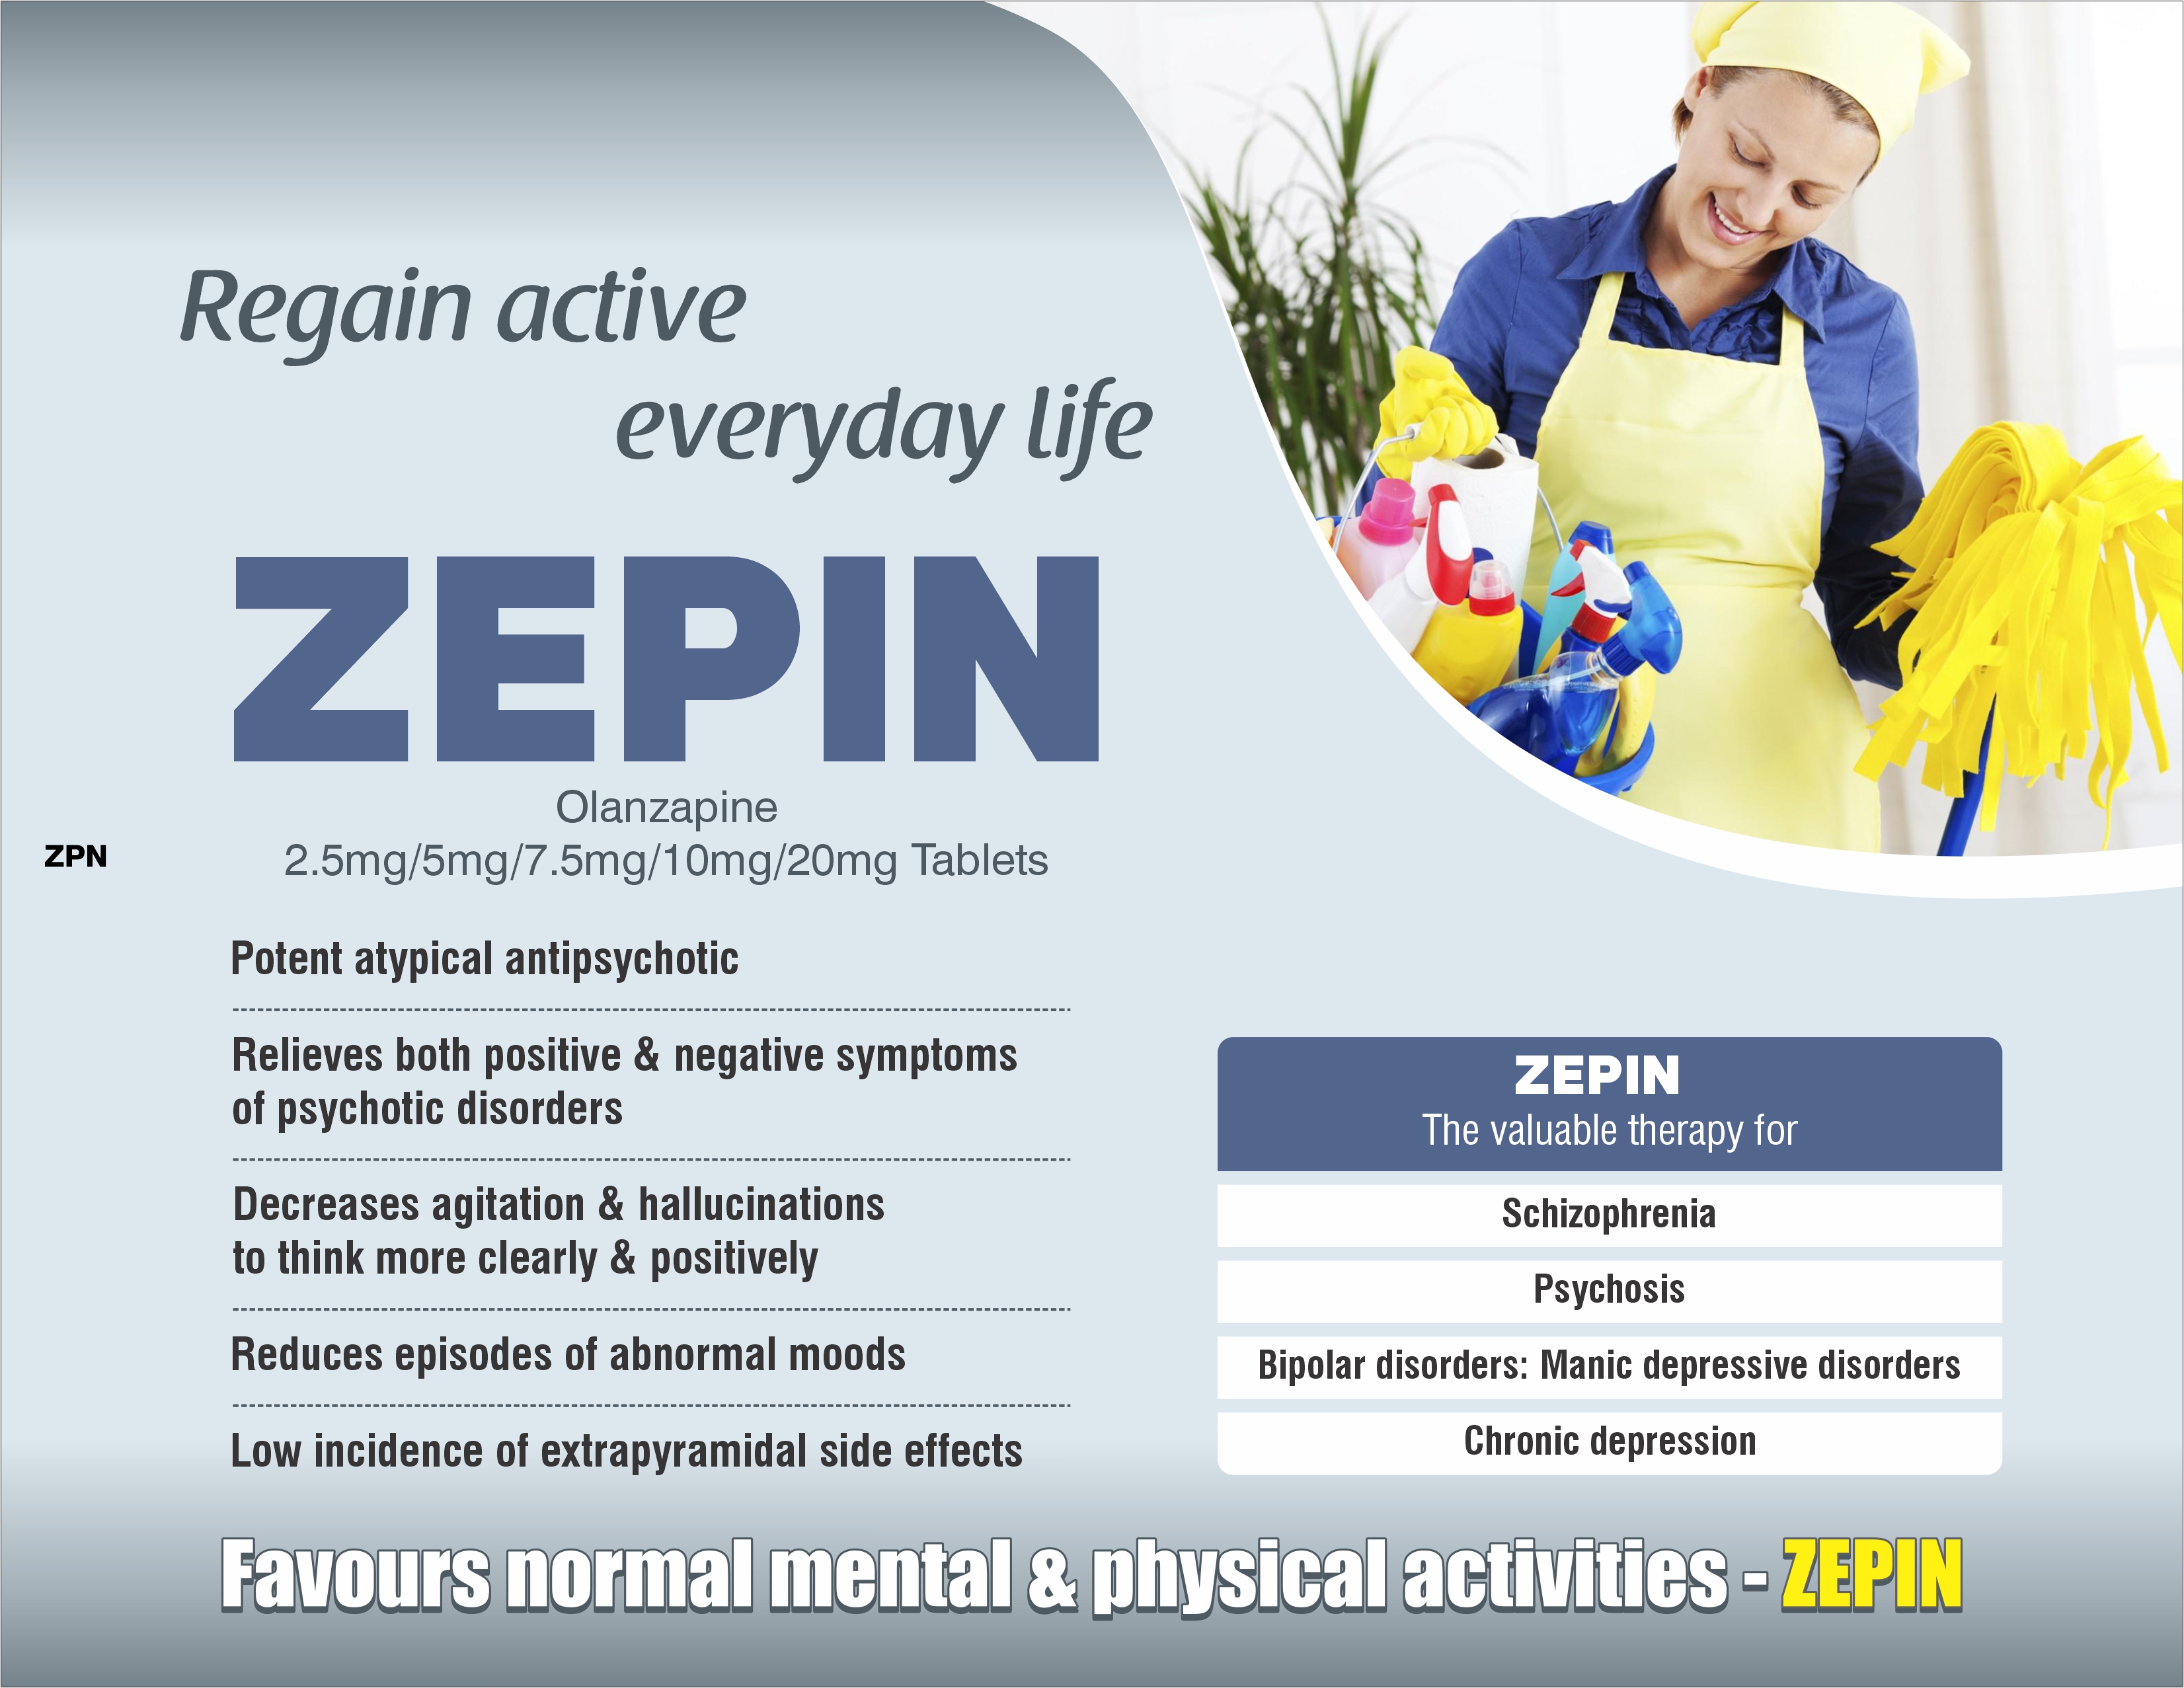 Regain active
everyday life
ZEPIN
Olanzapine
ZPN
2.5mg/5mg/7.5mg/10mg/20mg Tablets
Potent atypical antipsychotic
Relieves both positive & negative symptoms
of psychotic disorders
Decreases agitation & hallucinations
to think more clearly & positively
Reduces episodes of abnormal moods
Low incidence of extrapyramidal side effects
ZEPIN
The valuable therapy for
Schizophrenia
Psychosis
Bipolar disorders: Manic depressive disorders
Chronic depression
Favours normal mental & physical activities - ZEPIN